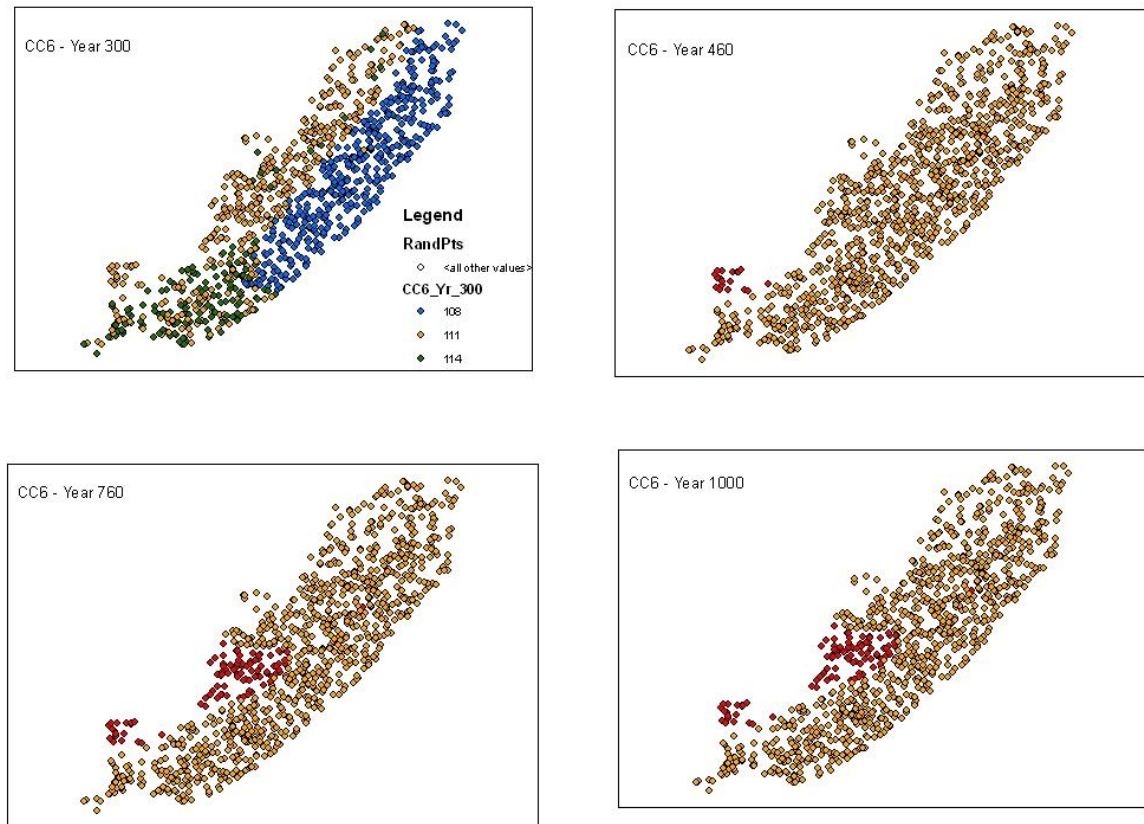 CC6 - Year 300
Legend
RandPts
<all other values>
CC6_Yr_300
108
111
114
CC6 - Year 460
CC6 - Year 760
CC6 - Year 1000